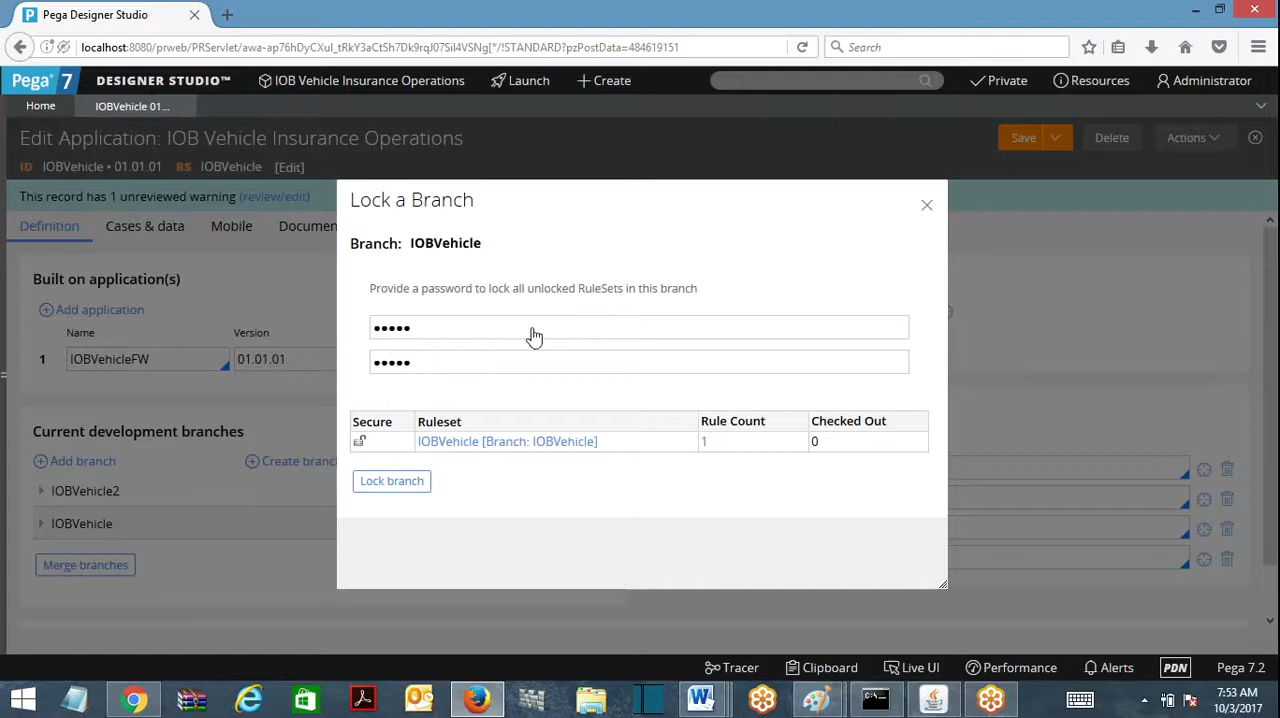 Pega Designer Studio
localhost:8080/prweb/PRServlet/awa-ap76hDyCXuI_tRkY3aCtSh7Dk9rqJ07Sil4VSNg[*/!STANDARD?pzPostData=484619151
Search
Pega 7
DESIGNER STUDIO™
IOB Vehicle Insurance Operations
Launch
Create
Private
Resources
Administrator
Home
IOBVehicle 01...
Edit Application: IOB Vehicle Insurance Operations
Save
Delete
Actions
ID IOBVehicle • 01.01.01 RS IOBVehicle [Edit]
This record has 1 unreviewed warning (review/edit)
Definition
Cases & data
Mobile
Documen
Built on application(s)
Add application
Name
Version
1
IOBVehicleFW
01.01.01
Current development branches
Add branch
Create branc
IOBVehicle2
IOBVehicle
Merge branches
Lock a Branch
Branch: IOBVehicle
Provide a password to lock all unlocked RuleSets in this branch
•••••
•••••
Secure Ruleset Rule Count Checked Out
IOBVehicle [Branch: IOBVehicle] 1 0
Lock branch
Tracer
Clipboard
Live UI
Performance
Alerts
PDN
Pega 7.2
7:53 AM
10/3/2017